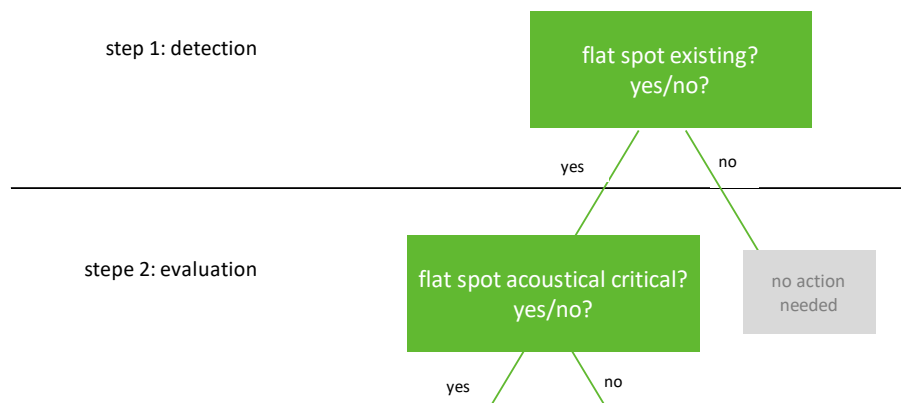 step 1: detection
flat spot existing?
yes/no?
yes
no
stepe 2: evaluation
flat spot acoustical critical?
yes/no?
no action
needed
yes
no